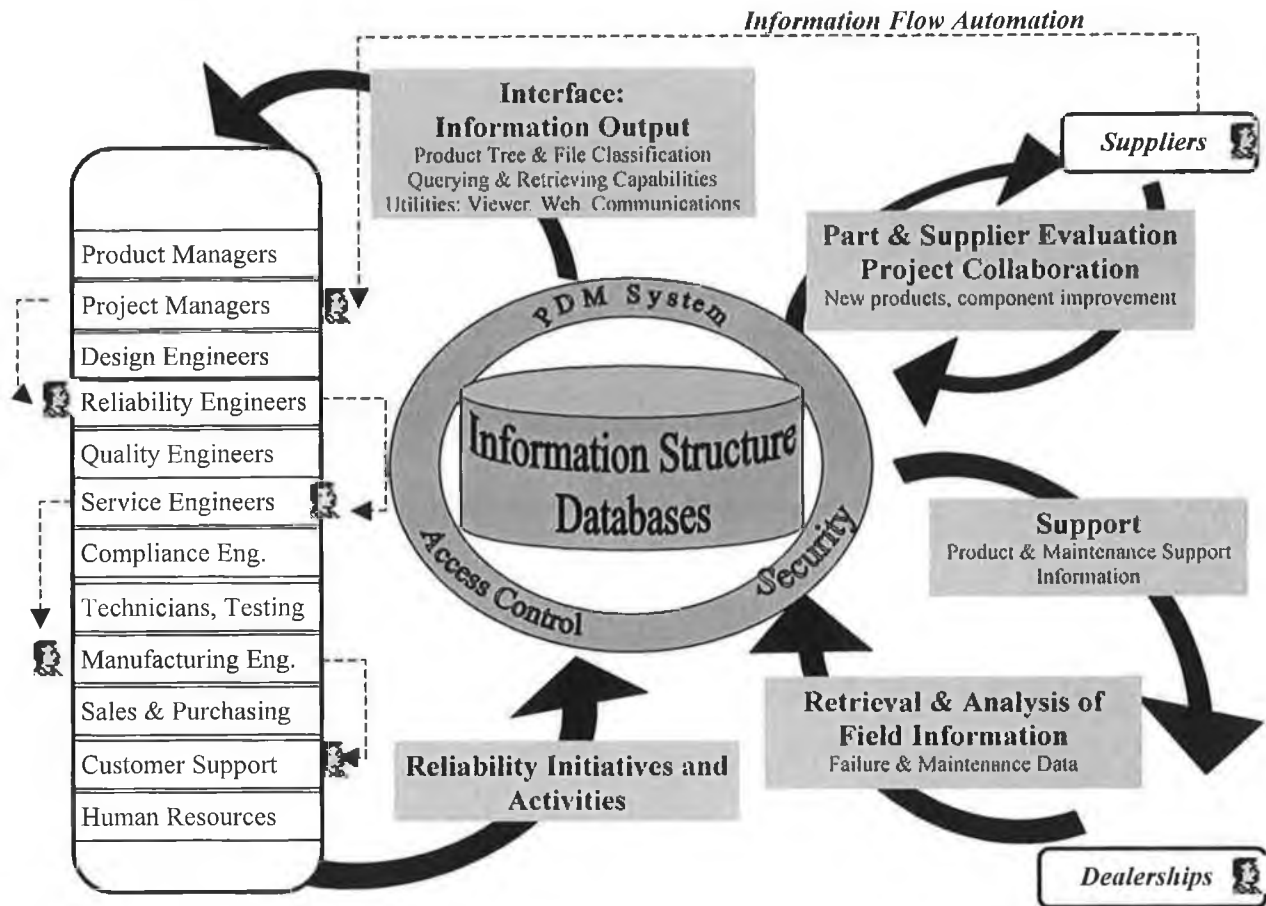 Information Flow Automation
Interface:
Information Output
Product Tree & File Classification
Querying & Retrieving Capabilities
Utilities: Viewer, Web, Communications
Suppliers
Part & Supplier Evaluation
Project Collaboration
New products, component improvement
Product Managers
Project Managers
Design Engineers
Reliability Engineers
Quality Engineers
Service Engineers
Compliance Eng.
Technicians, Testing
Manufacturing Eng.
Sales & Purchasing
Customer Support
Human Resources
PDM System
Information Structure
Databases
Access Control
Security
Support
Product & Maintenance Support
Information
Retrieval & Analysis of
Field Information
Failure & Maintenance Data
Reliability Initiatives and
Activities
Dealerships